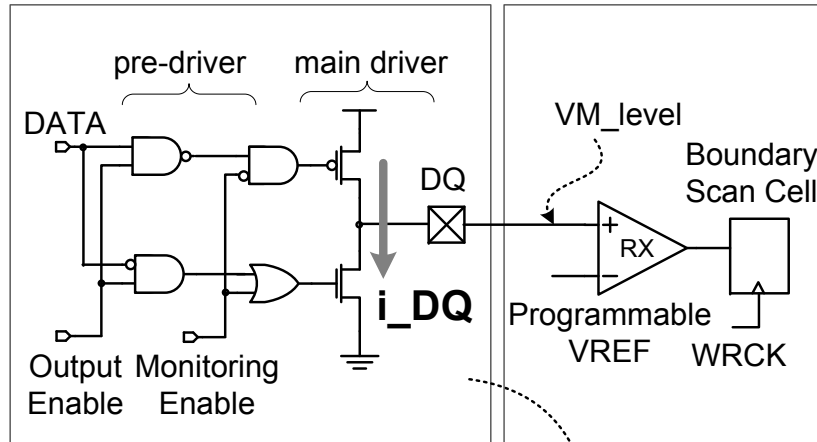 pre-driver
main driver
DATA
VM_level
DQ
Boundary
Scan Cell
+
RX
−
i_DQ
Programmable
VREF
WRCK
Output
Enable
Monitoring
Enable